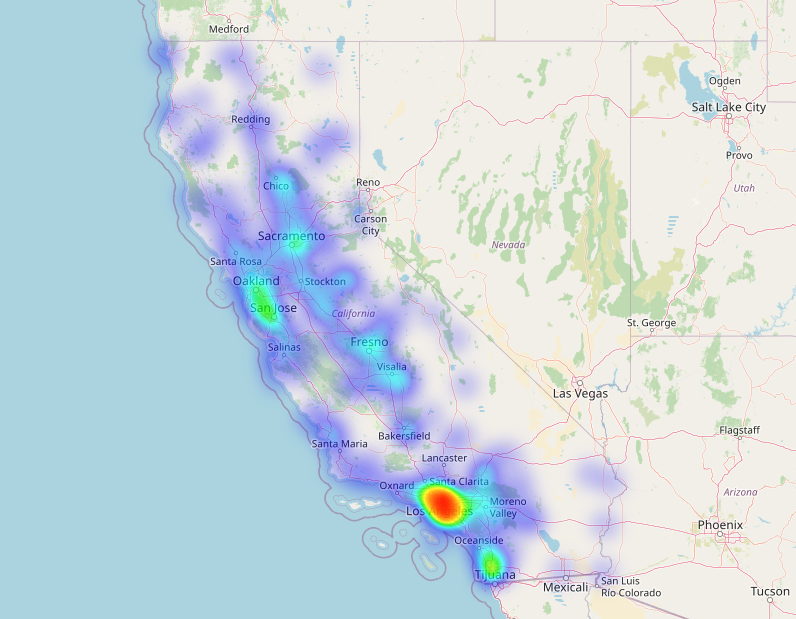 Medford
Ogden
Salt Lake City
Redding
Provo
Reno
Chico
Utah
Carson
City
Sacramento
Nevada
Santa Rosa
Oakland
Stockton
San Jose
California
St. George
Fresno
Salinas
Visalia
Las Vegas
Flagstaff
Bakersfield
Santa Maria
Lancaster
Oxnard
Santa Clarita
Arizona
Moreno
Valley
Los Angeles
Phoenix
Oceanside
Tijuana
Mexicali
San Luis
Río Colorado
Tucson